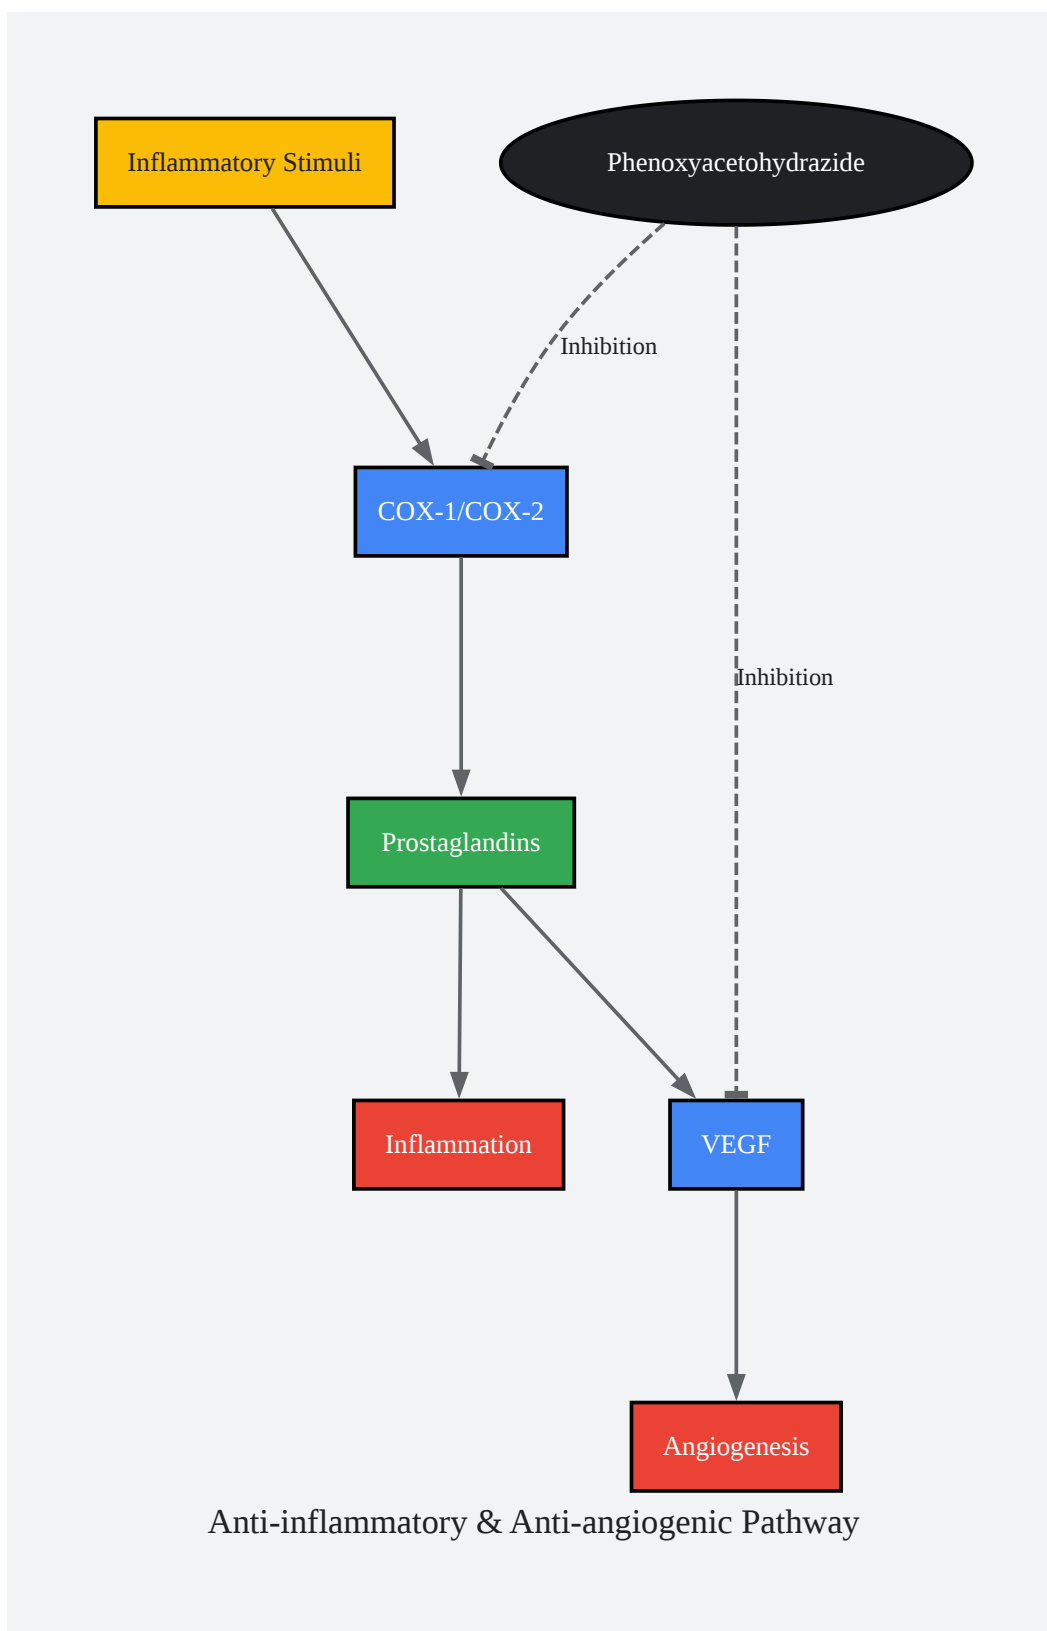 Inflammatory Stimuli
Phenoxyacetohydrazide
Inhibition
COX-1/COX-2
Inhibition
Prostaglandins
Inflammation
VEGF
Angiogenesis
Anti-inflammatory & Anti-angiogenic Pathway